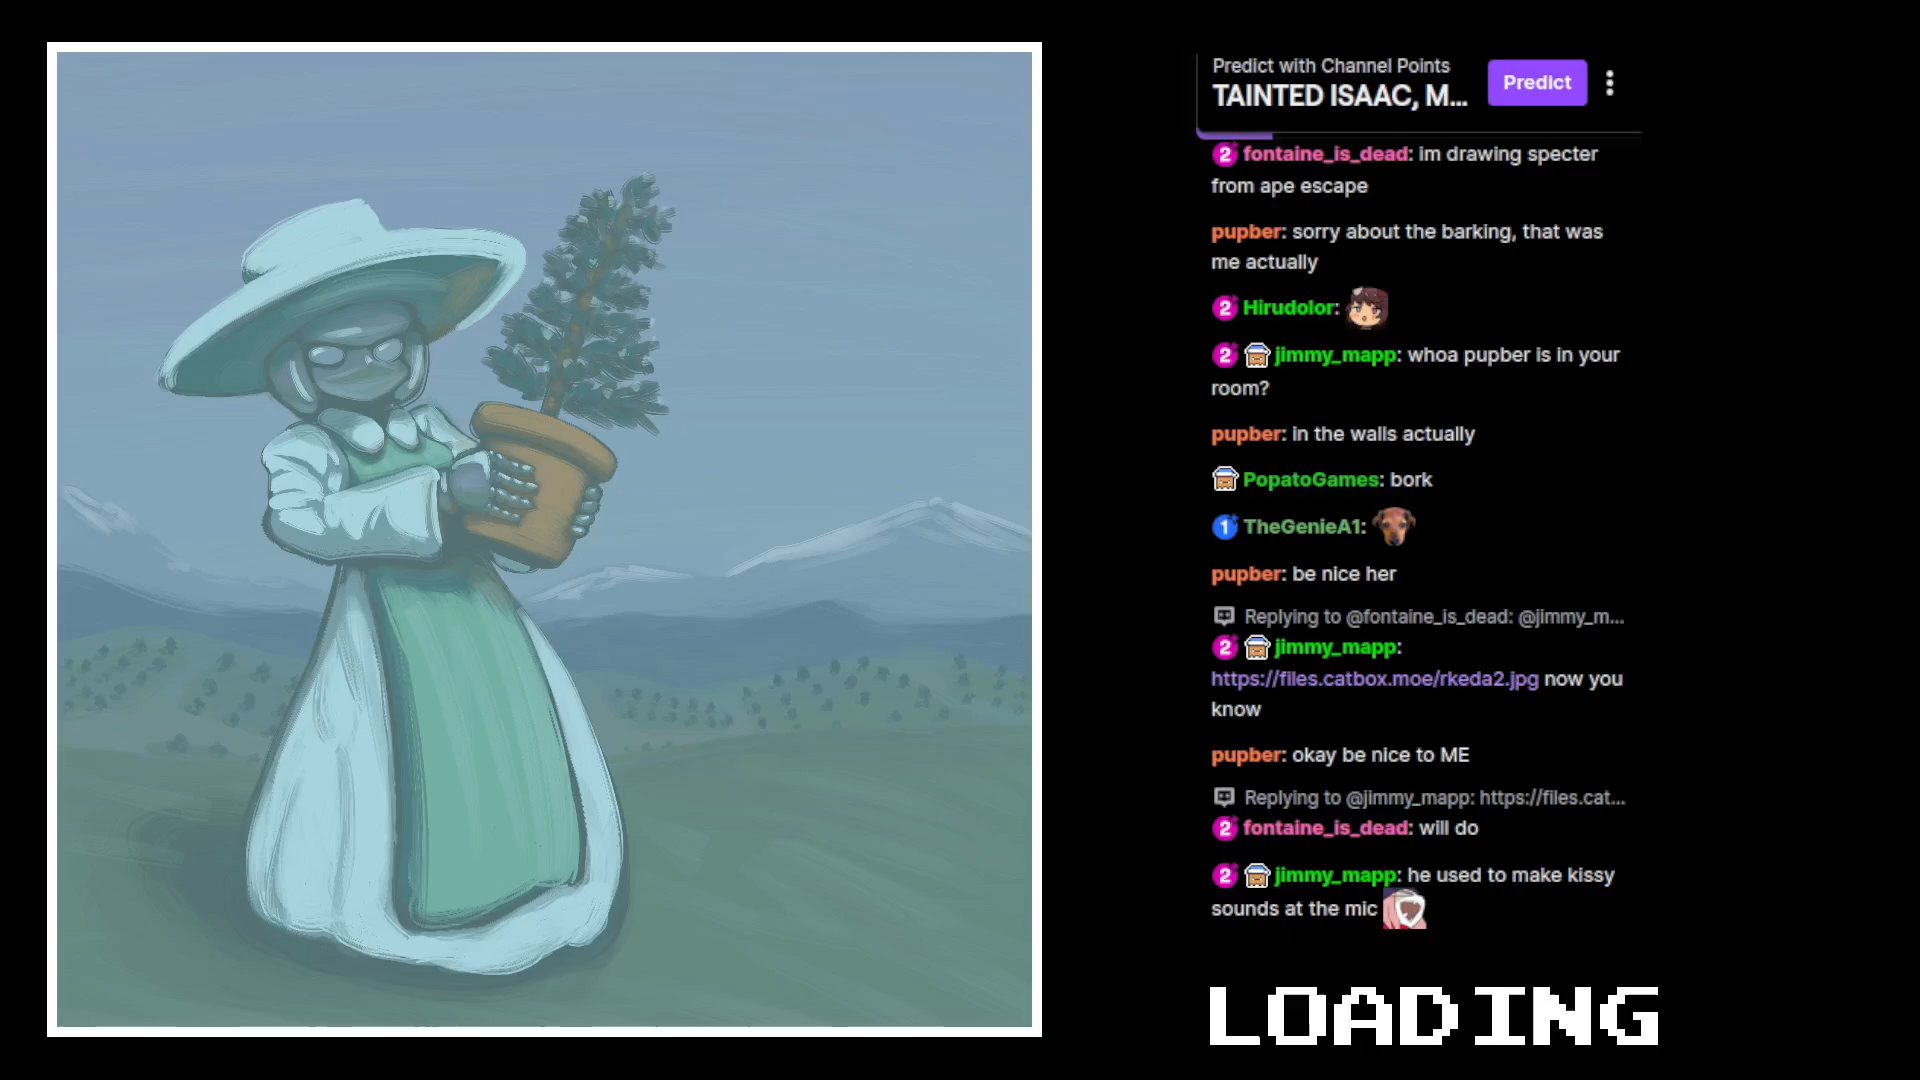 Predict with Channel Points
TAINTED ISAAC, M...
Predict
2 fontaine_is_dead: im drawing specter
from ape escape
pupber: sorry about the barking, that was
me actually
2 Hirudolor:
2 jimmy_mapp: whoa pupber is in your
room?
pupber: in the walls actually
PopatoGames: bork
1 TheGenieA1:
pupber: be nice her
Replying to @fontaine_is_dead: @jimmy_m...
2 jimmy_mapp:
https://files.catbox.moe/rkeda2.jpg now you
know
pupber: okay be nice to ME
Replying to @jimmy_mapp: https://files.cat...
2 fontaine_is_dead: will do
2 jimmy_mapp: he used to make kissy
sounds at the mic
LOADING